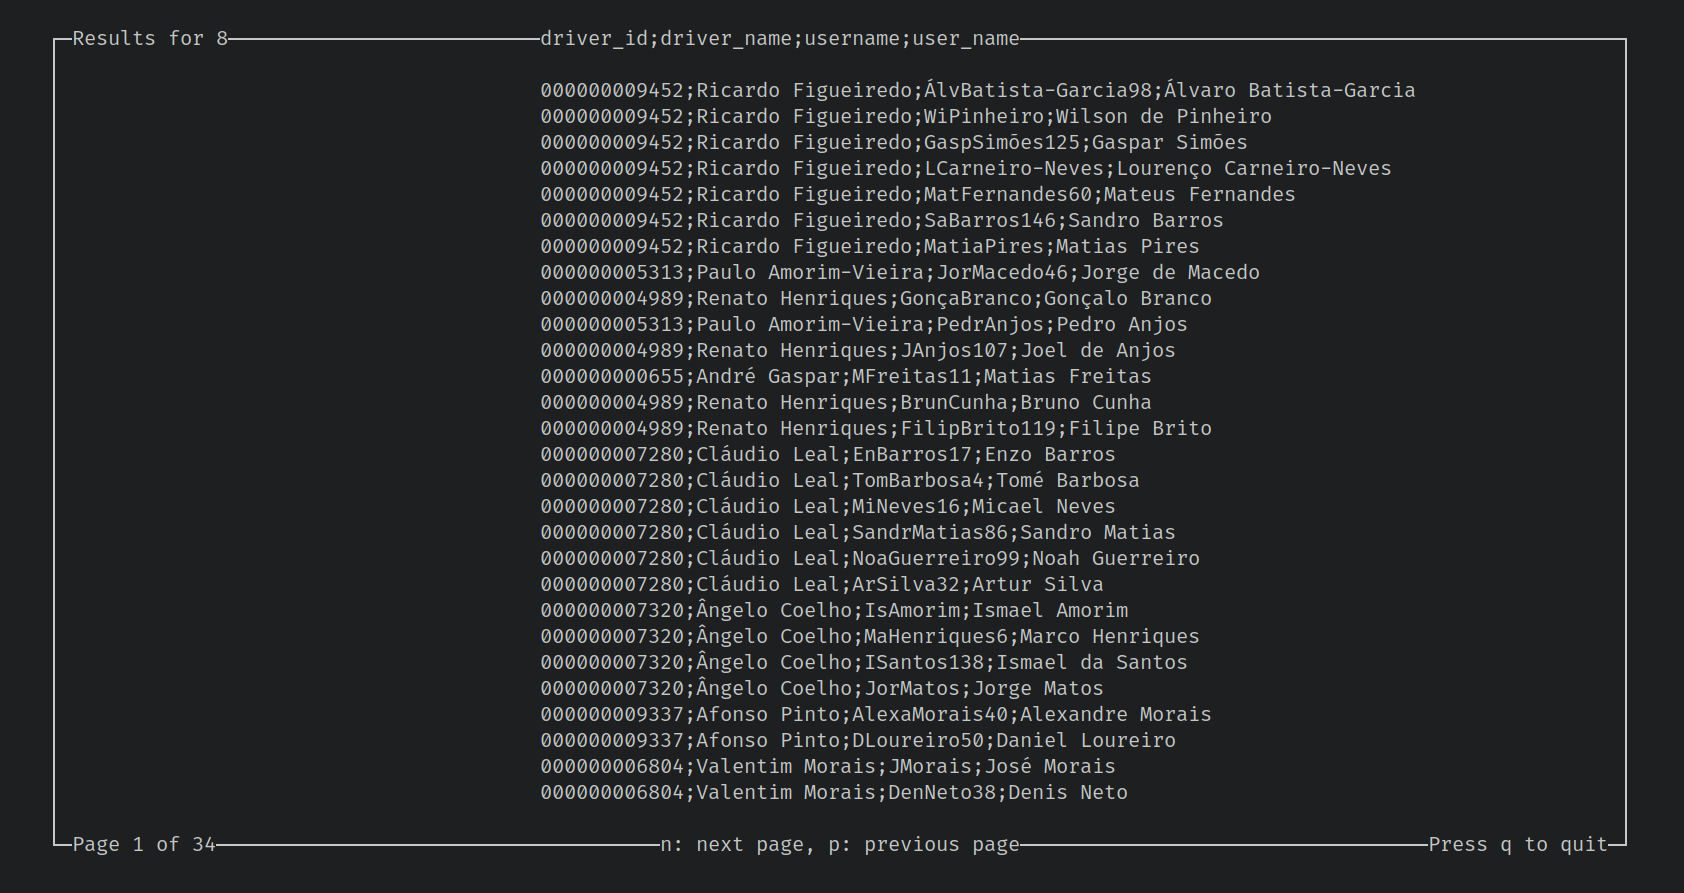 Results for 8 driver_id;driver_name;username;user_name
000000009452;Ricardo Figueiredo;ÁlvBatista-Garcia98;Álvaro Batista-Garcia
000000009452;Ricardo Figueiredo;WiPinheiro;Wilson de Pinheiro
000000009452;Ricardo Figueiredo;GaspSimões125;Gaspar Simões
000000009452;Ricardo Figueiredo;LCarneiro-Neves;Lourenço Carneiro-Neves
000000009452;Ricardo Figueiredo;MatFernandes60;Mateus Fernandes
000000009452;Ricardo Figueiredo;SaBarros146;Sandro Barros
000000009452;Ricardo Figueiredo;MatiaPires;Matias Pires
000000005313;Paulo Amorim-Vieira;JorMacedo46;Jorge de Macedo
000000004989;Renato Henriques;GonçaBranco;Gonçalo Branco
000000005313;Paulo Amorim-Vieira;PedrAnjos;Pedro Anjos
000000004989;Renato Henriques;JAnjos107;Joel de Anjos
000000000655;André Gaspar;MFreitas11;Matias Freitas
000000004989;Renato Henriques;BrunCunha;Bruno Cunha
000000004989;Renato Henriques;FilipBrito119;Filipe Brito
000000007280;Cláudio Leal;EnBarros17;Enzo Barros
000000007280;Cláudio Leal;TomBarbosa4;Tomé Barbosa
000000007280;Cláudio Leal;MiNeves16;Micael Neves
000000007280;Cláudio Leal;SandrMatias86;Sandro Matias
000000007280;Cláudio Leal;NoaGuerreiro99;Noah Guerreiro
000000007280;Cláudio Leal;ArSilva32;Artur Silva
000000007320;Ângelo Coelho;IsAmorim;Ismael Amorim
000000007320;Ângelo Coelho;MaHenriques6;Marco Henriques
000000007320;Ângelo Coelho;ISantos138;Ismael da Santos
000000007320;Ângelo Coelho;JorMatos;Jorge Matos
000000009337;Afonso Pinto;AlexaMorais40;Alexandre Morais
000000009337;Afonso Pinto;DLoureiro50;Daniel Loureiro
000000006804;Valentim Morais;JMorais;José Morais
000000006804;Valentim Morais;DenNeto38;Denis Neto
Page 1 of 34 n: next page, p: previous page Press q to quit